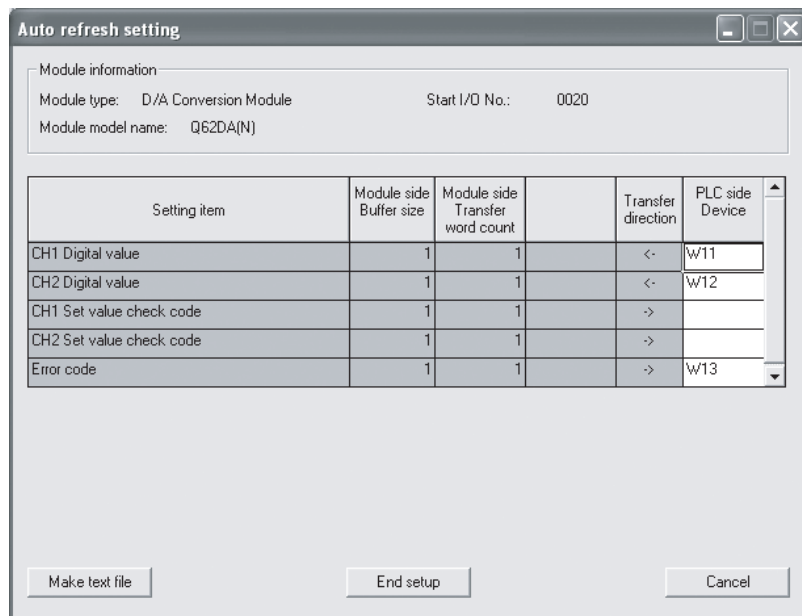 Auto refresh setting
Module information
Module type: D/A Conversion Module Start I/O No.: 0020
Module model name: Q62DA(N)
Setting item
Module side
Buffer size
Module side
Transfer
word count
Transfer
direction
PLC side
Device
CH1 Digital value 1 1 <- W11
CH2 Digital value 1 1 <- W12
CH1 Set value check code 1 1 ->
CH2 Set value check code 1 1 ->
Error code 1 1 -> W13
Make text file End setup Cancel